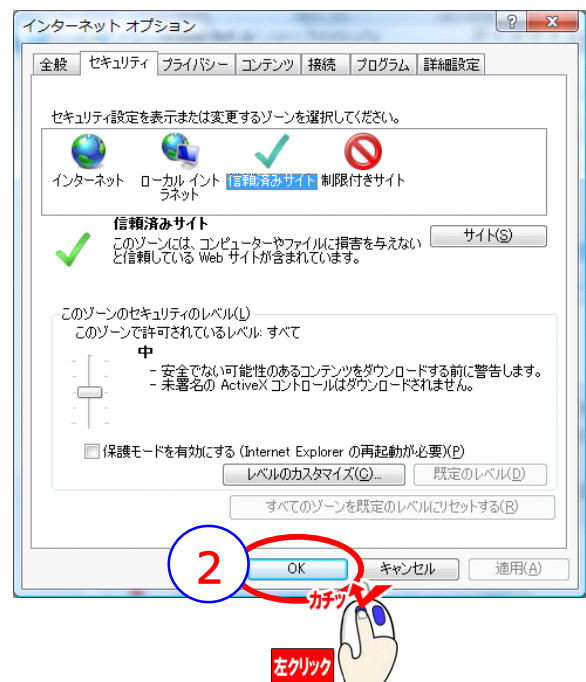 インターネット オプション
全般 セキュリティ プライバシー コンテンツ 接続 プログラム 詳細設定
セキュリティ設定を表示または変更するゾーンを選択してください。
インターネット ローカル イント 信頼済みサイト 制限付きサイト
ラネット
信頼済みサイト
このゾーンには、コンピューターやファイルに損害を与えない
と信頼している Web サイトが含まれています。
サイト(S)
このゾーンのセキュリティのレベル(L)
このゾーンで許可されているレベル: すべて
中
- 安全でない可能性のあるコンテンツをダウンロードする前に警告します。
- 未署名の ActiveX コントロールはダウンロードされません。
保護モードを有効にする (Internet Explorer の再起動が必要)(P)
レベルのカスタマイズ(C)... 既定のレベル(D)
すべてのゾーンを既定のレベルにリセットする(R)
2 OK キャンセル 適用(A)
カチッ
左クリック